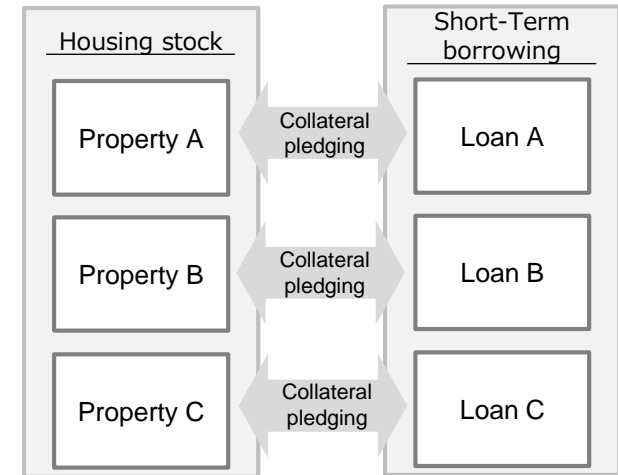 Housing stock
Short-Term
borrowing
Property A
Collateral
pledging
Loan A
Property B
Collateral
pledging
Loan B
Property C
Collateral
pledging
Loan C